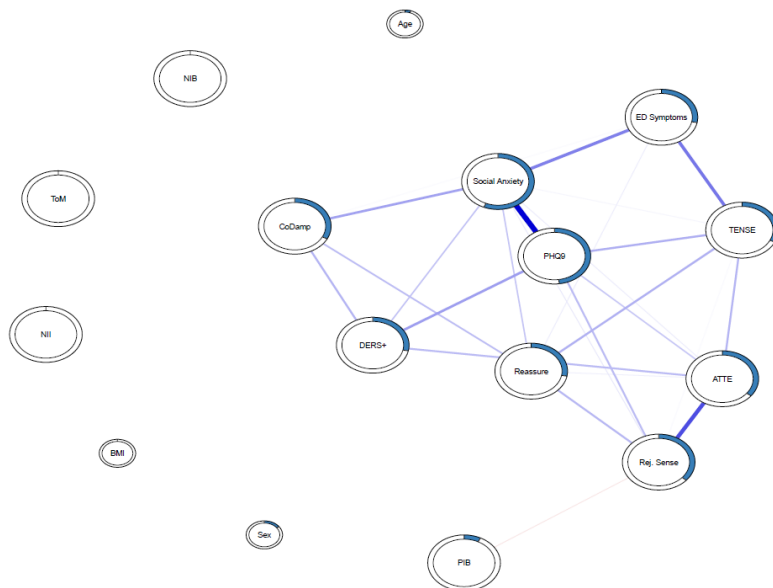 Age
NIB
ED Symptoms
Social Anxiety
ToM
CoDamp
TENSE
PHQ9
NII
DERS+
Reassure
ATTE
BMI
Rej. Sense
Sex
PIB